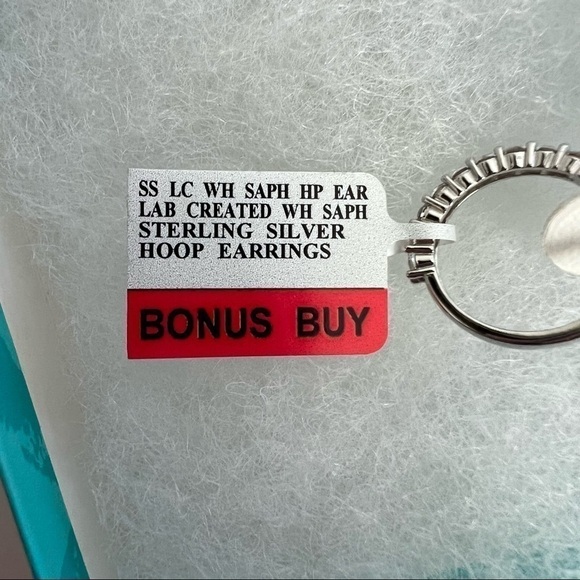 SS LC WH SAPH HP EAR
LAB CREATED WH SAPH
STERLING SILVER
HOOP EARRINGS
BONUS BUY